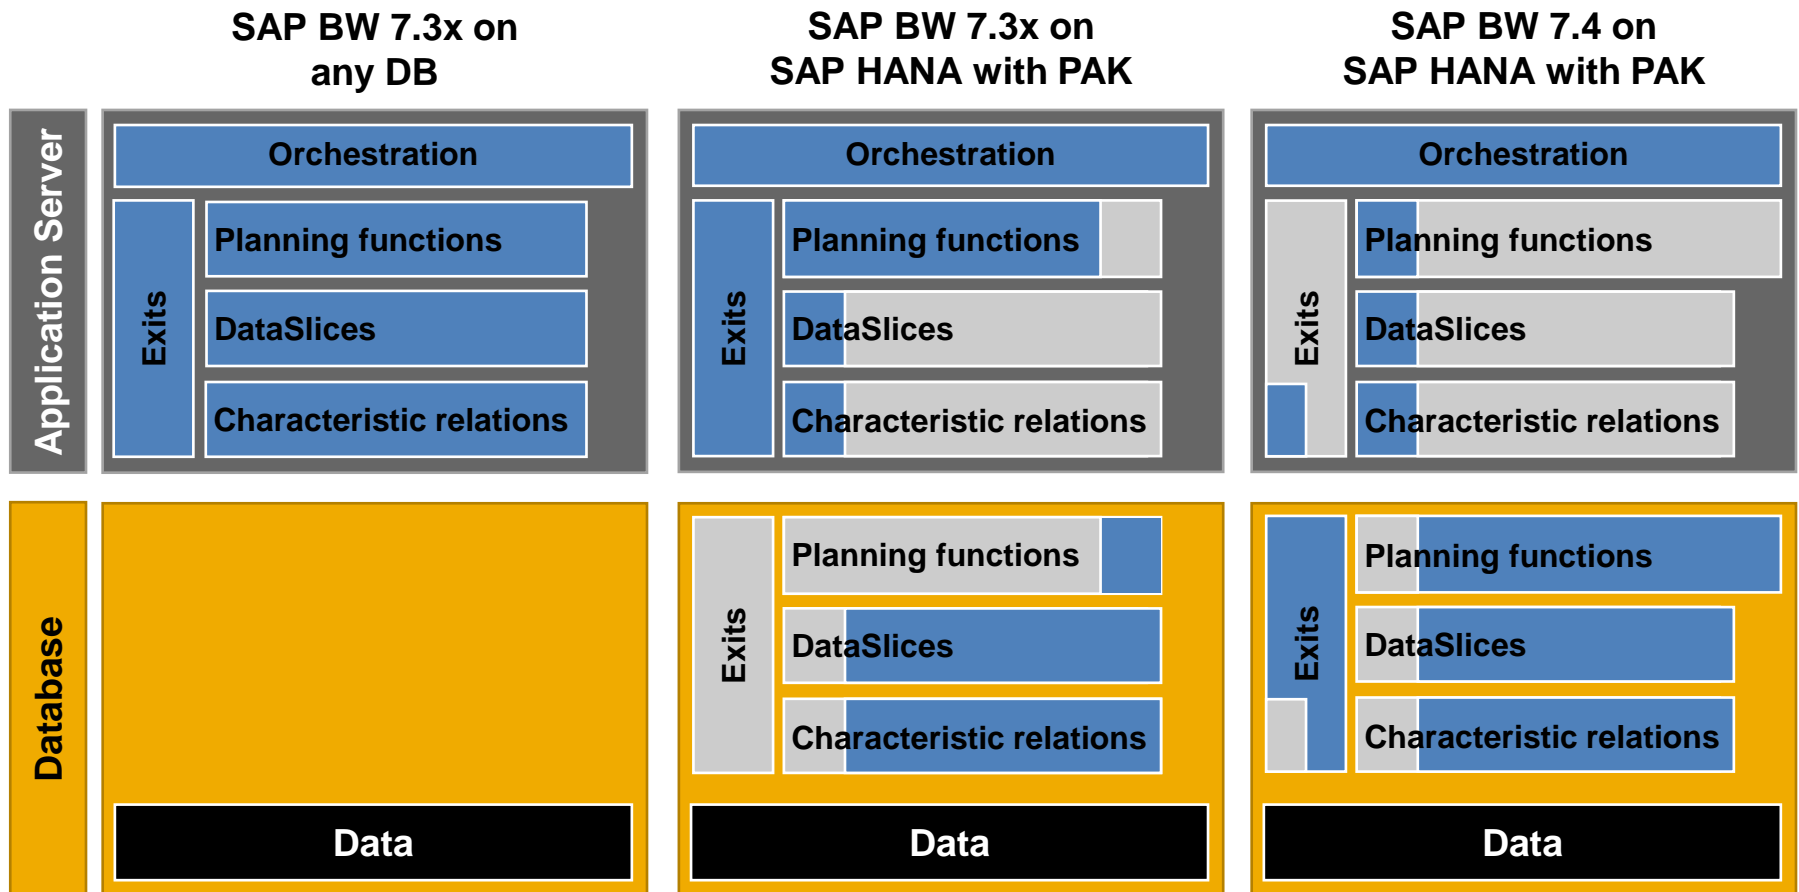 SAP BW 7.3x on
any DB
SAP BW 7.3x on
SAP HANA with PAK
SAP BW 7.4 on
SAP HANA with PAK
Application Server
Orchestration
Exits
Planning functions
DataSlices
Characteristic relations
Orchestration
Exits
Planning functions
DataSlices
Characteristic relations
Orchestration
Exits
Planning functions
DataSlices
Characteristic relations
Database
Data
Exits
Planning functions
DataSlices
Characteristic relations
Data
Exits
Planning functions
DataSlices
Characteristic relations
Data